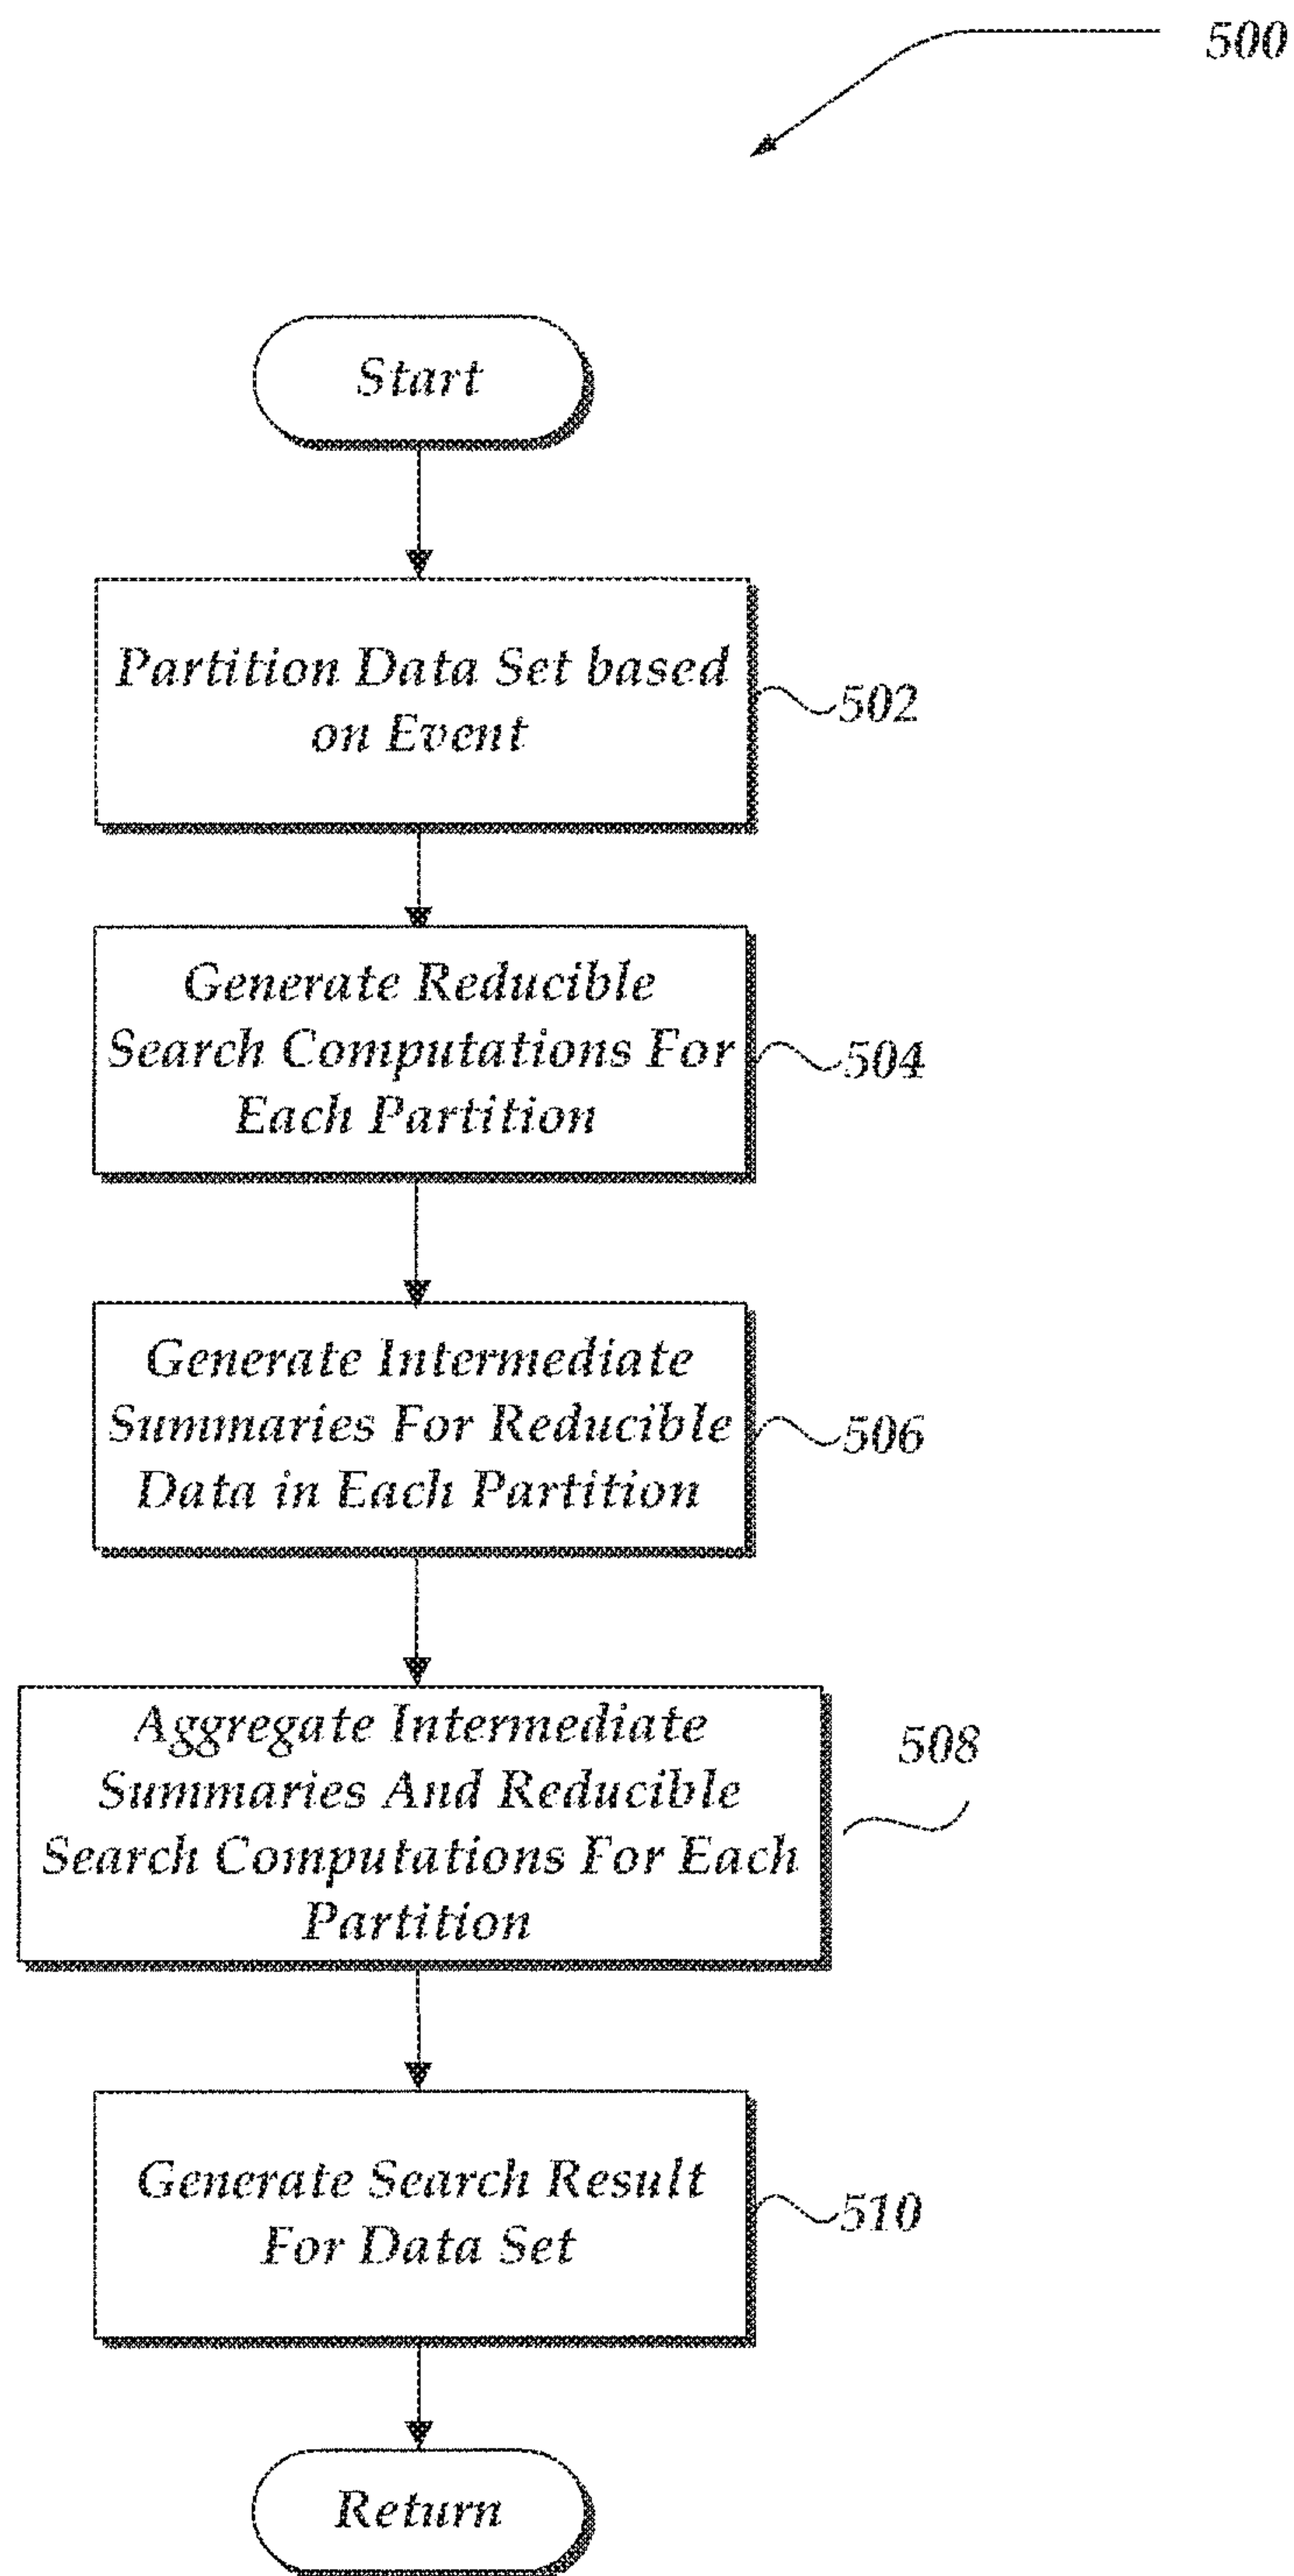 500
Start
Partition Data Set based
on Event
502
Generate Reducible
Search Computations For
Each Partition
504
Generate Intermediate
Summaries For Reducible
Data in Each Partition
506
Aggregate Intermediate
Summaries And Reducible
Search Computations For Each
Partition
508
Generate Search Result
For Data Set
510
Return